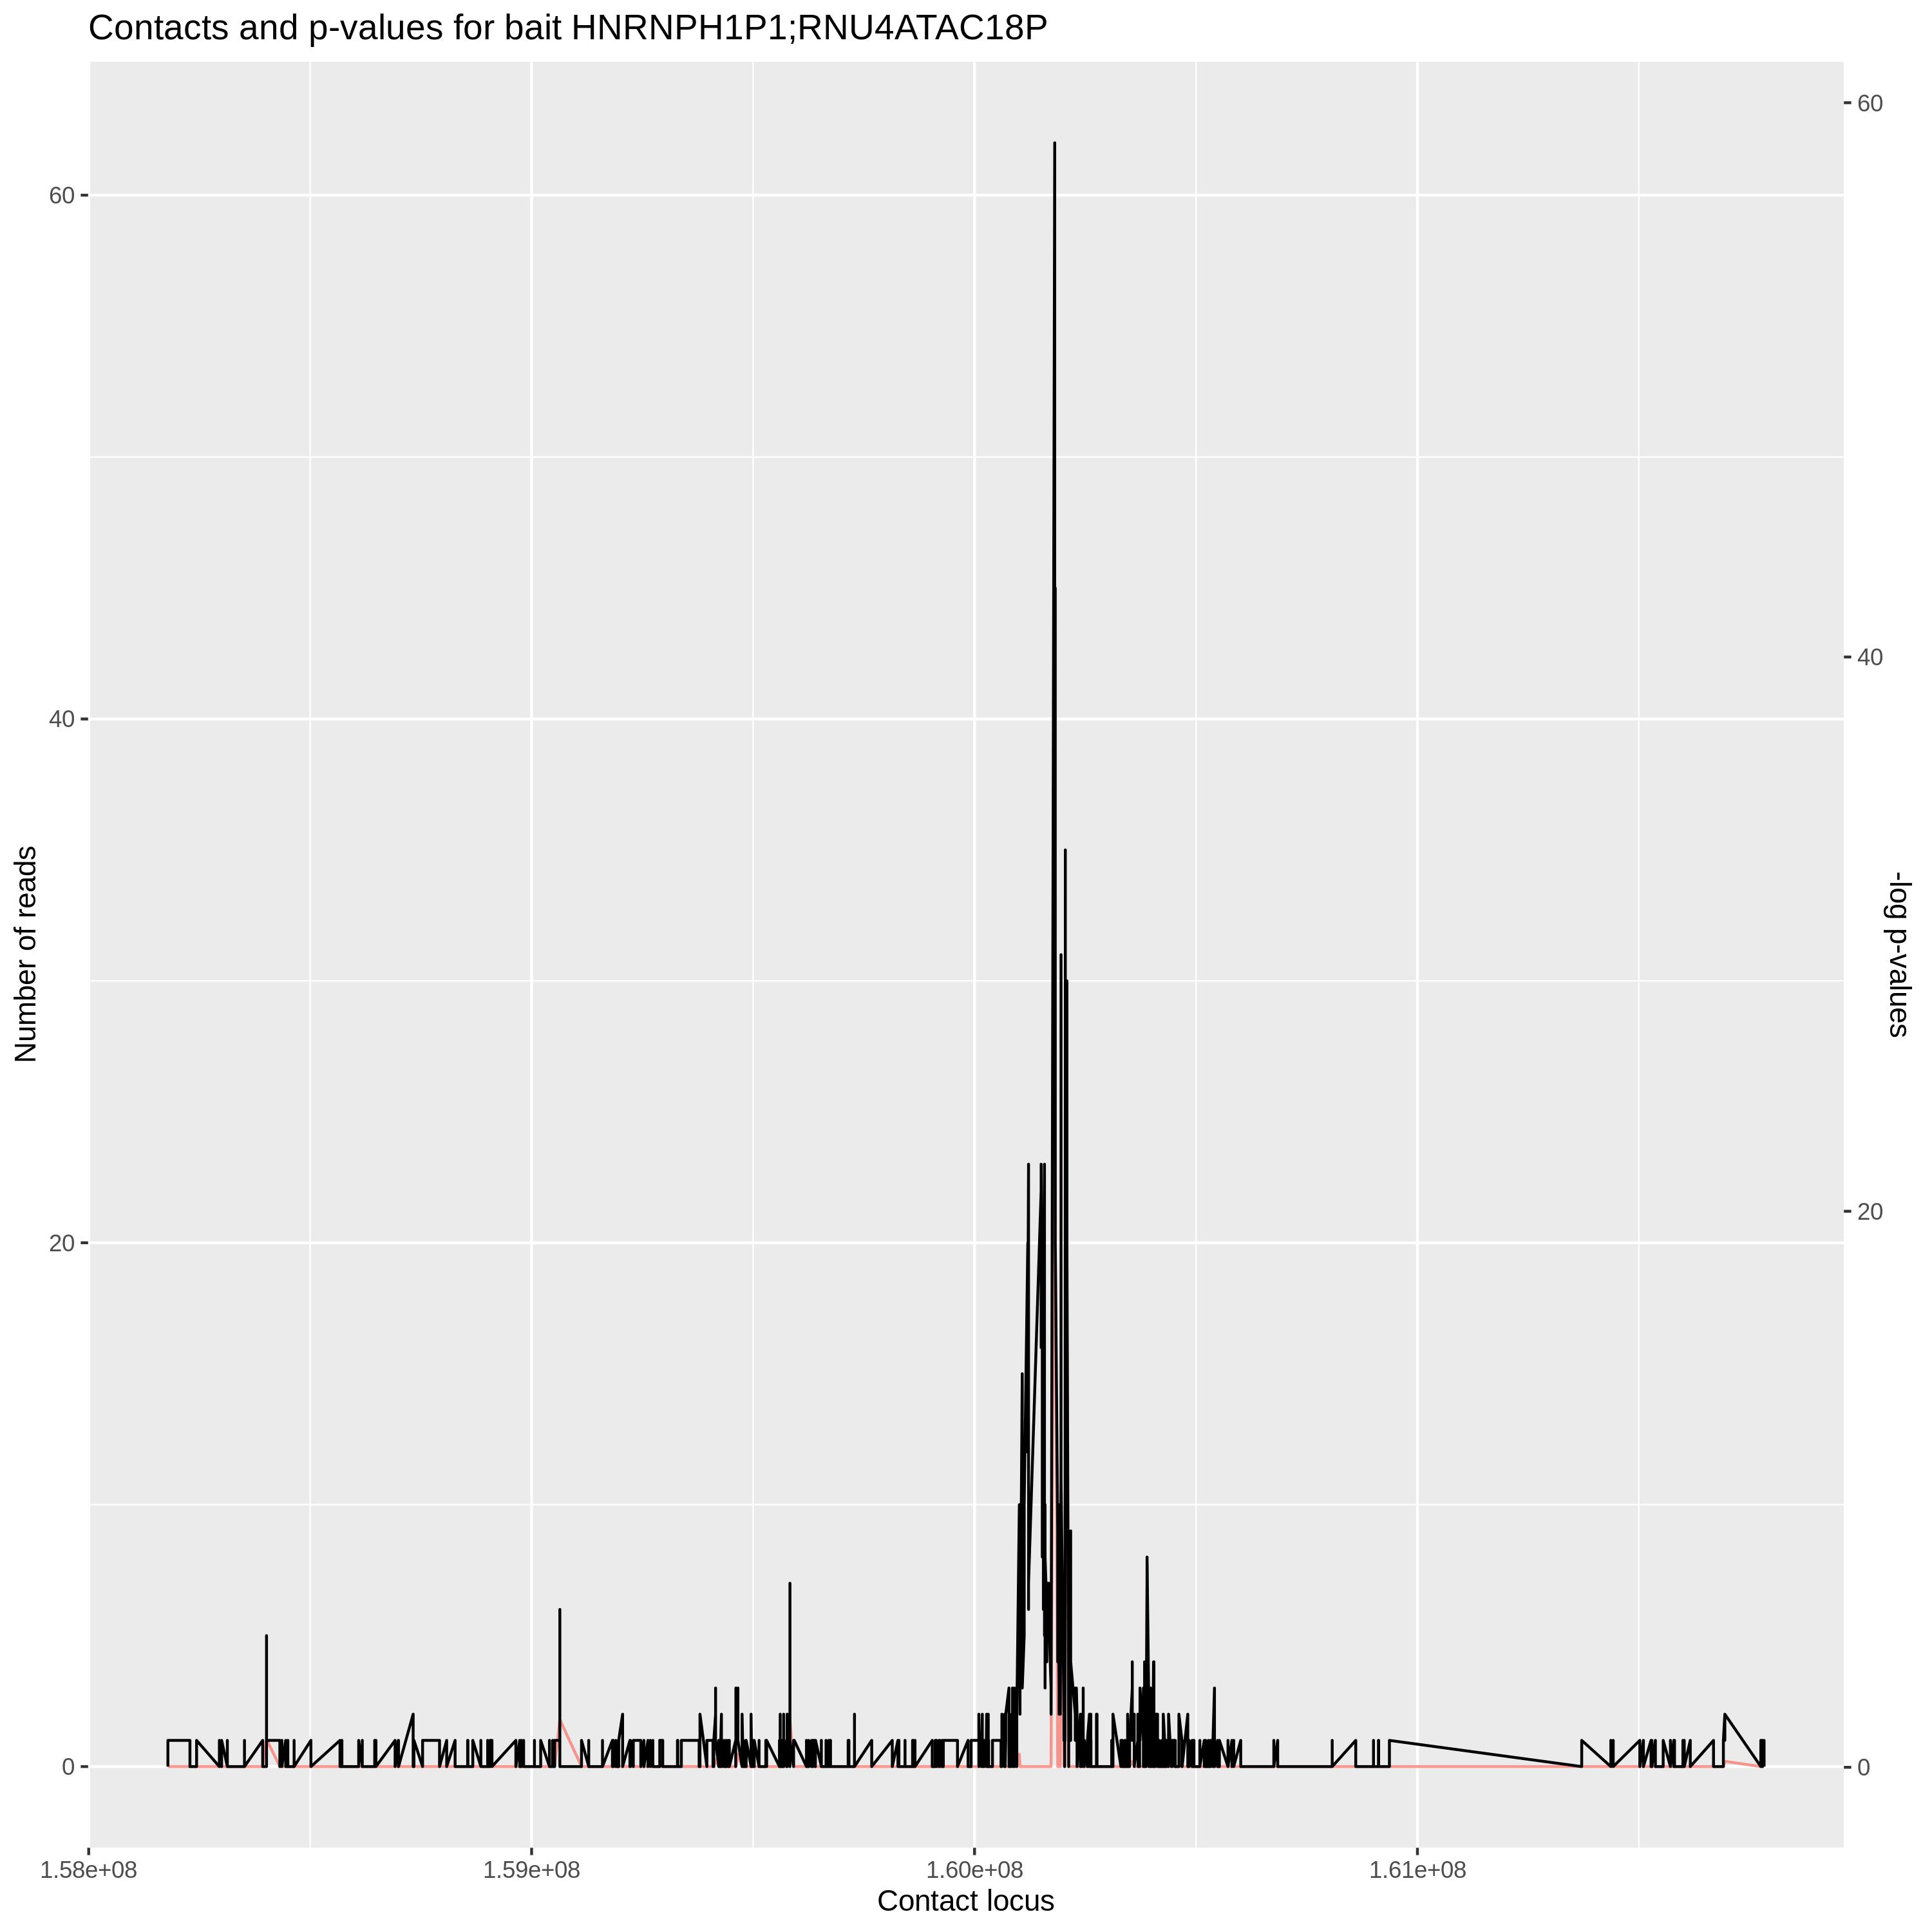 Contacts and p-values for bait HNRNPH1P1;RNU4ATAC18P
60
40
20
0
60
40
20
0
Number of reads
-log p-values
1.58e+08
1.59e+08
1.60e+08
1.61e+08
Contact locus